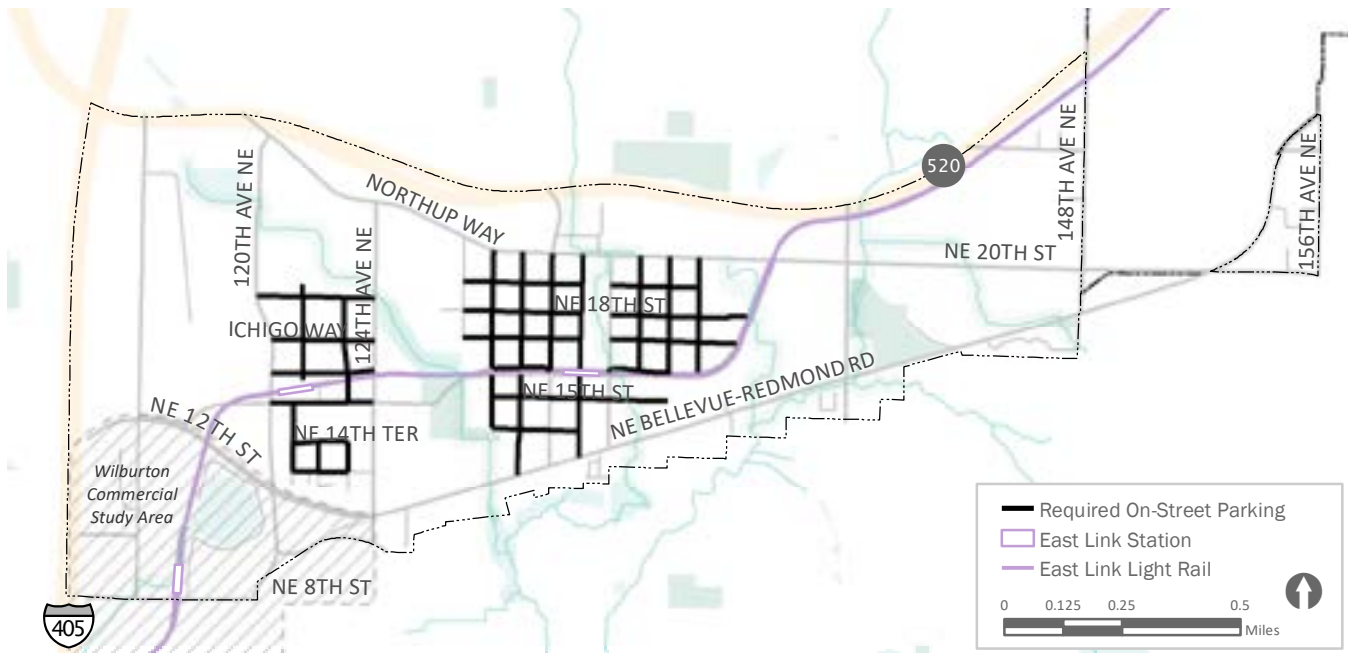 520
120TH AVE NE
NORTHUP WAY
124TH AVE NE
148TH AVE NE
156TH AVE NE
NE 20TH ST
NE 18TH ST
ICHIGO WAY
NE 15TH ST
NE BELLEVUE-REDMOND RD
NE 12TH ST
NE 14TH TER
Wilburton
Commercial
Study Area
NE 8TH ST
405
Required On-Street Parking
East Link Station
East Link Light Rail
0 0.125 0.25 0.5
Miles